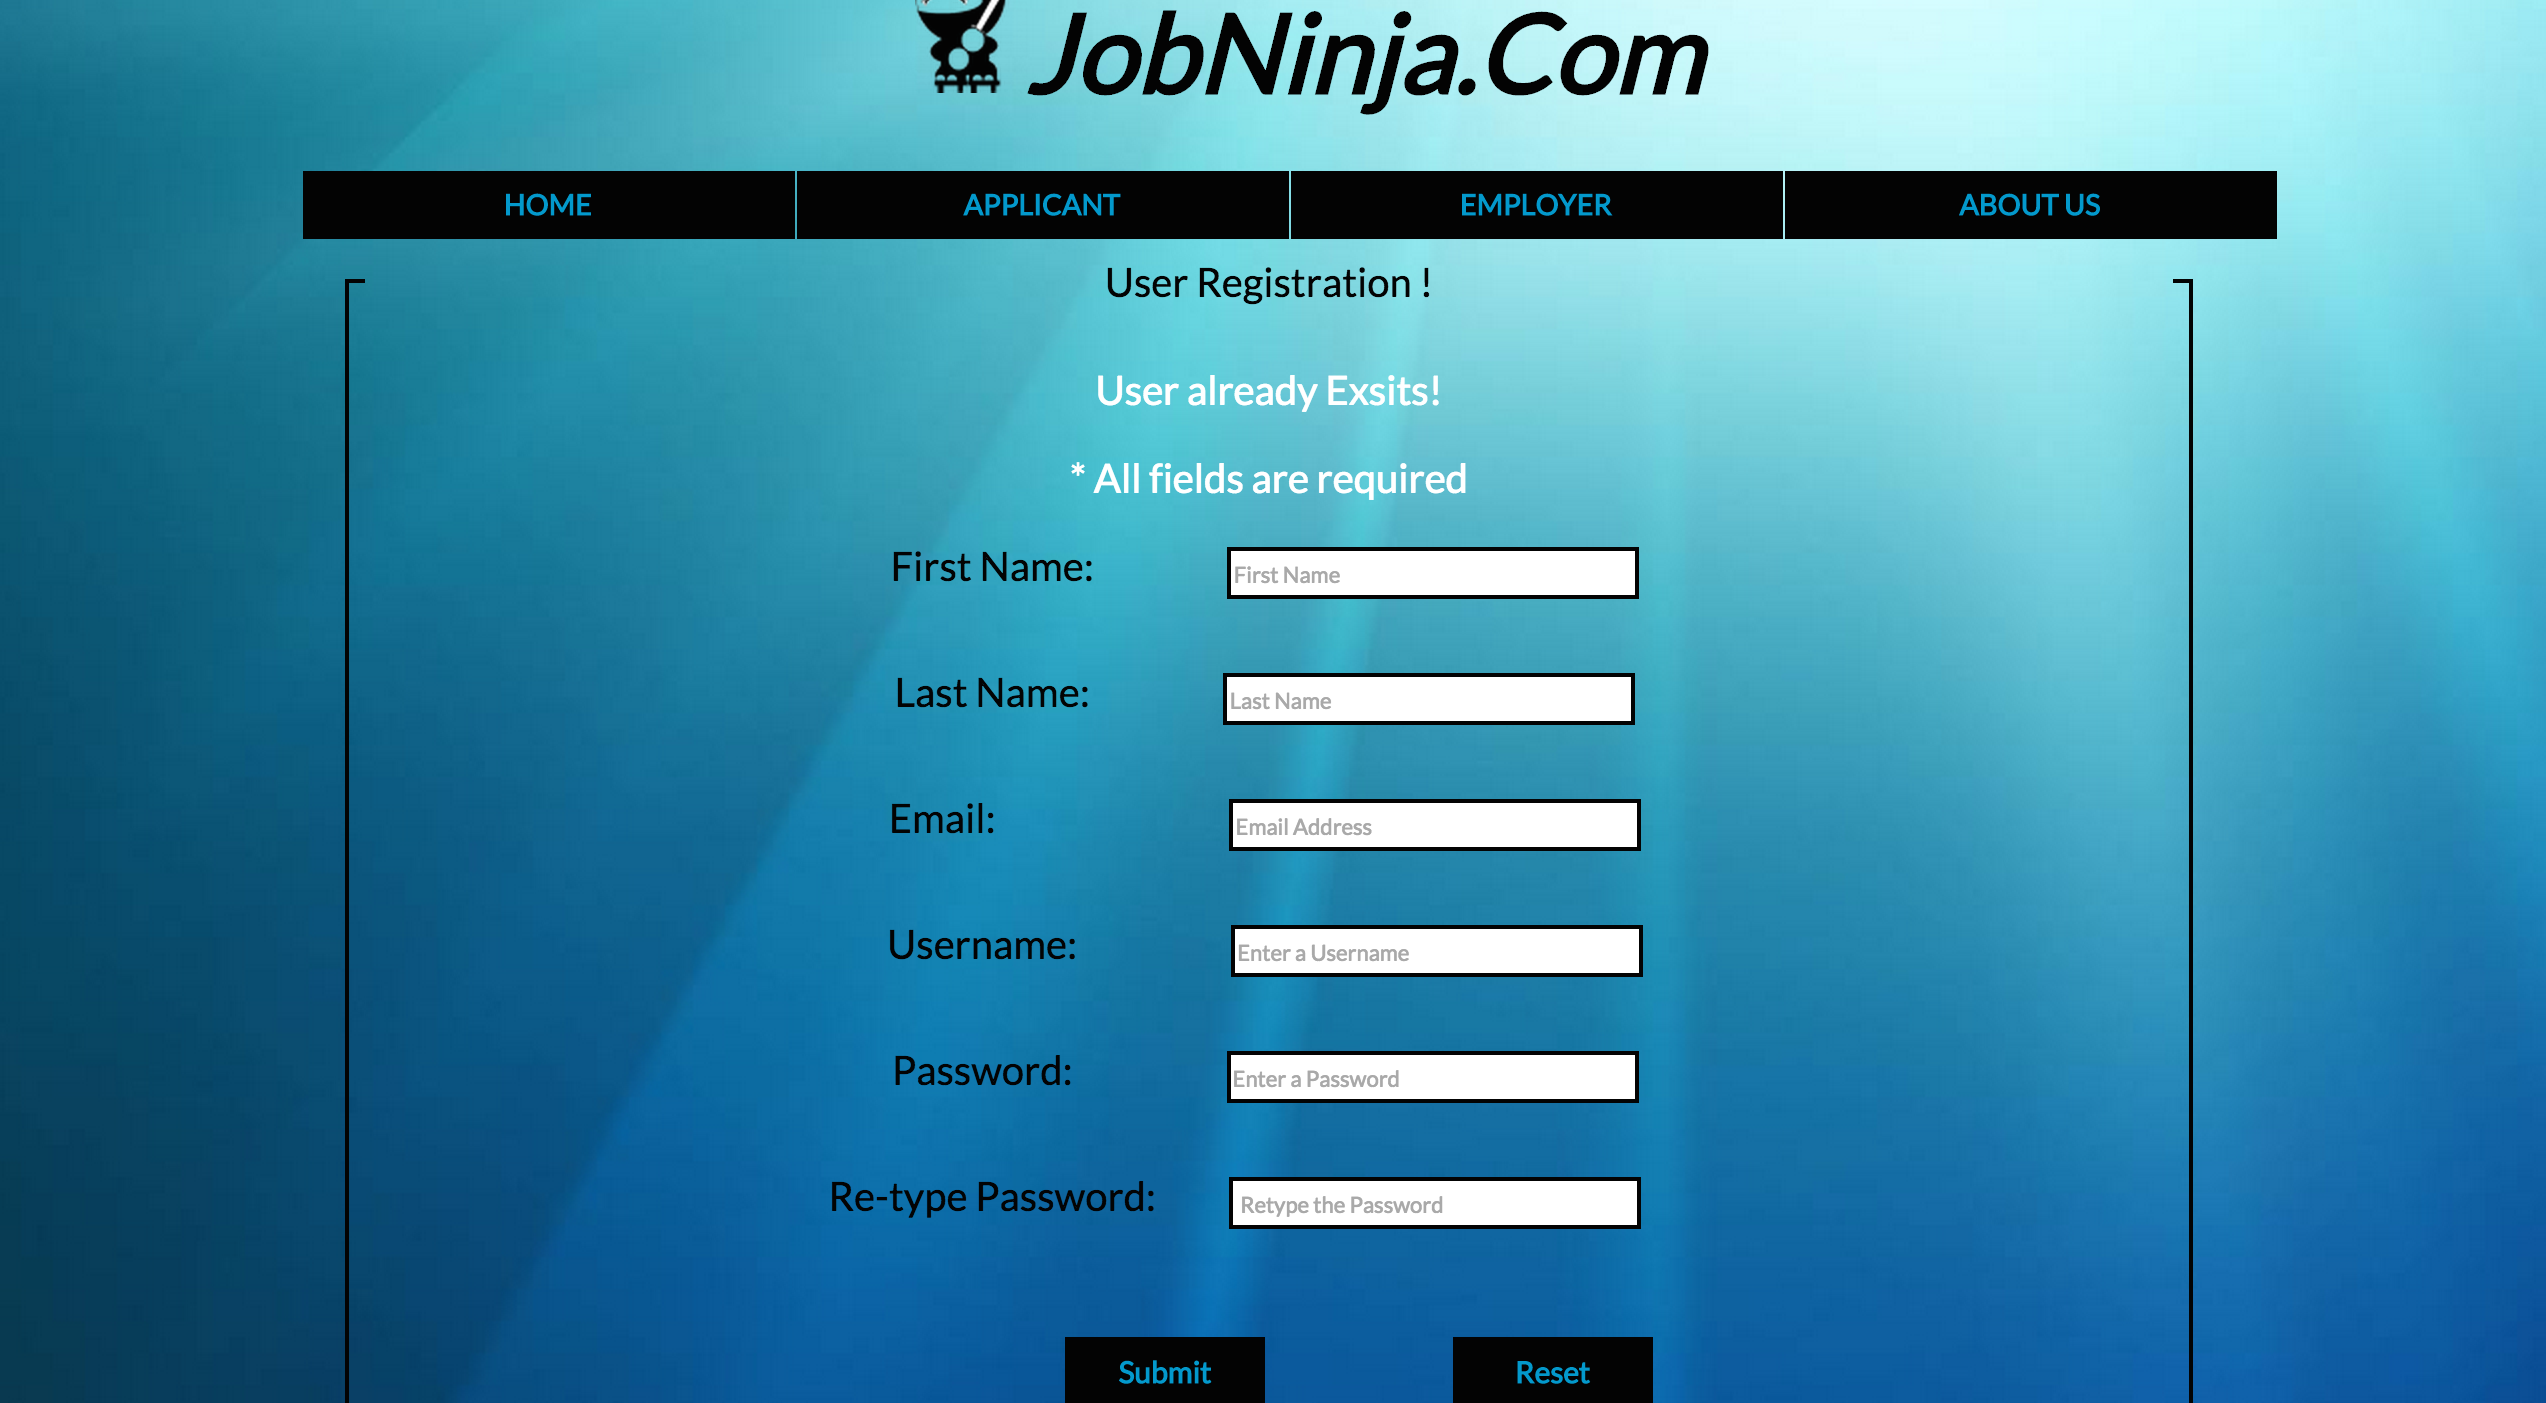 JobNinja.Com
HOME APPLICANT EMPLOYER ABOUT US
User Registration !
User already Exsits!
* All fields are required
First Name: First Name
Last Name: Last Name
Email: Email Address
Username: Enter a Username
Password: Enter a Password
Re-type Password: Retype the Password
Submit Reset